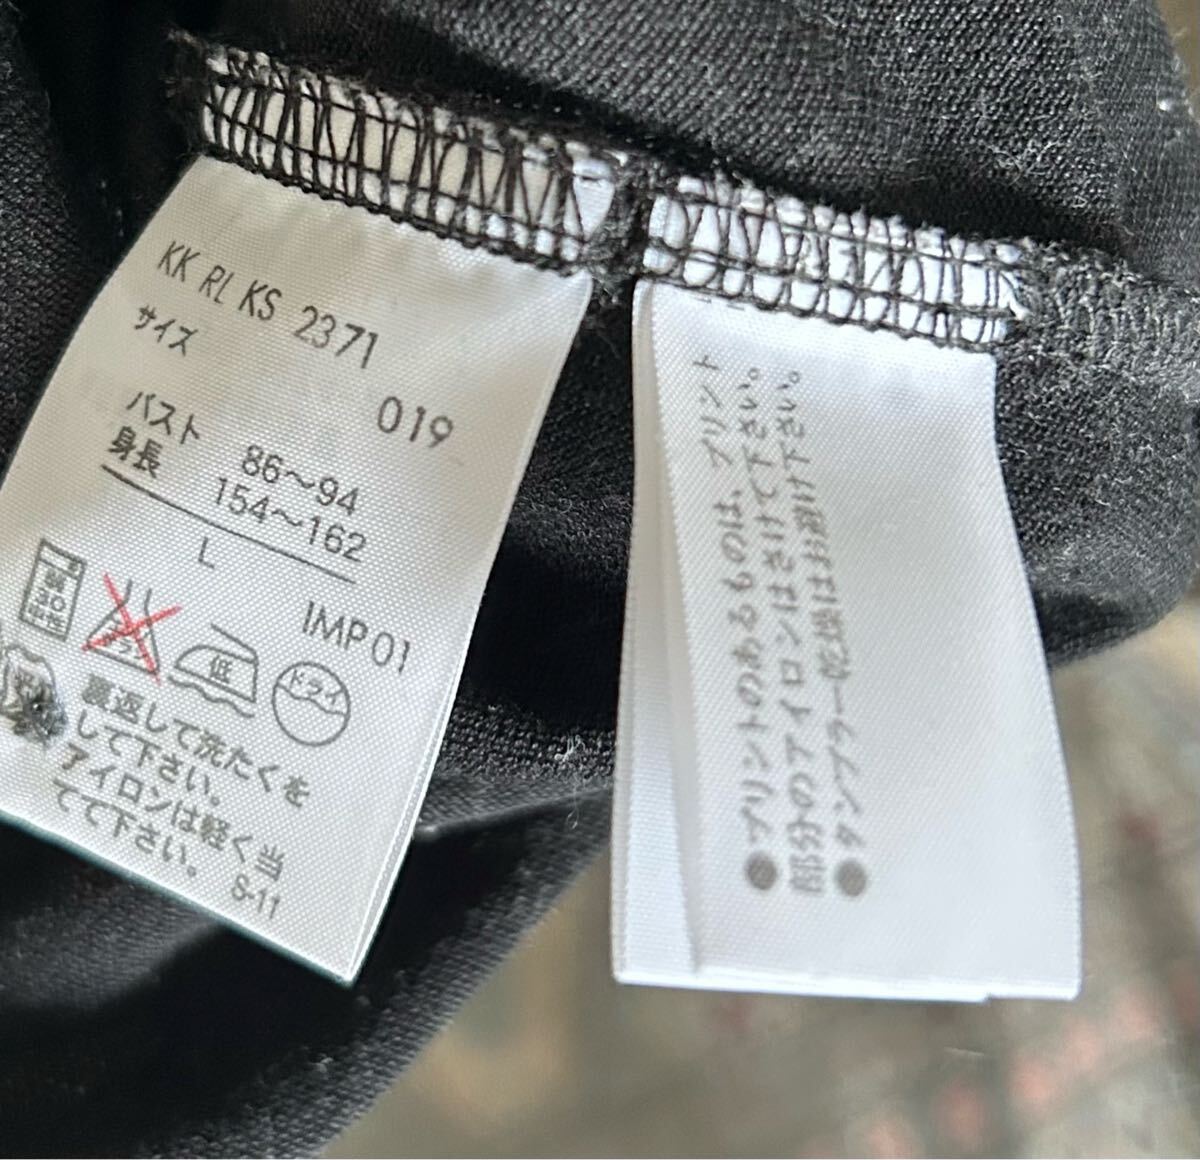 KK RL KS 2371
サイズ
019
バスト 86～94
身長 154～162
L
IMP 01
低
ドライ
裏返して洗たくを
して下さい。
アイロンは軽く当
てて下さい。
S-11
●プリントのあるものは、プリント
部分のアイロンはさけて下さい。
●タンブラー乾燥はお避け下さい。